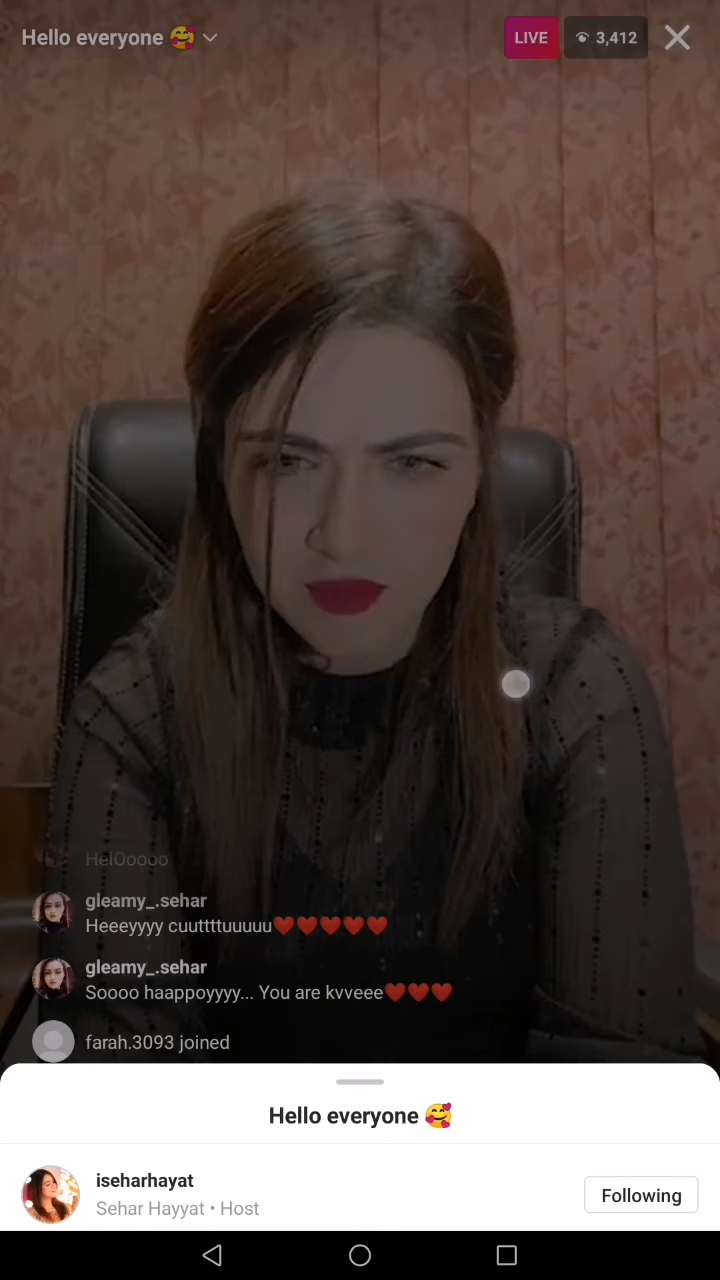 Hello everyone 🥰
LIVE
3,412
HelOoooo
gleamy_.sehar
Heeeyyyy cuuttttuuuuu❤️❤️❤️❤️❤️
gleamy_.sehar
Soooo haappoyyyy... You are kvveee❤️❤️❤️
farah.3093 joined
Hello everyone 🥰
iseharhayat
Sehar Hayyat • Host
Following